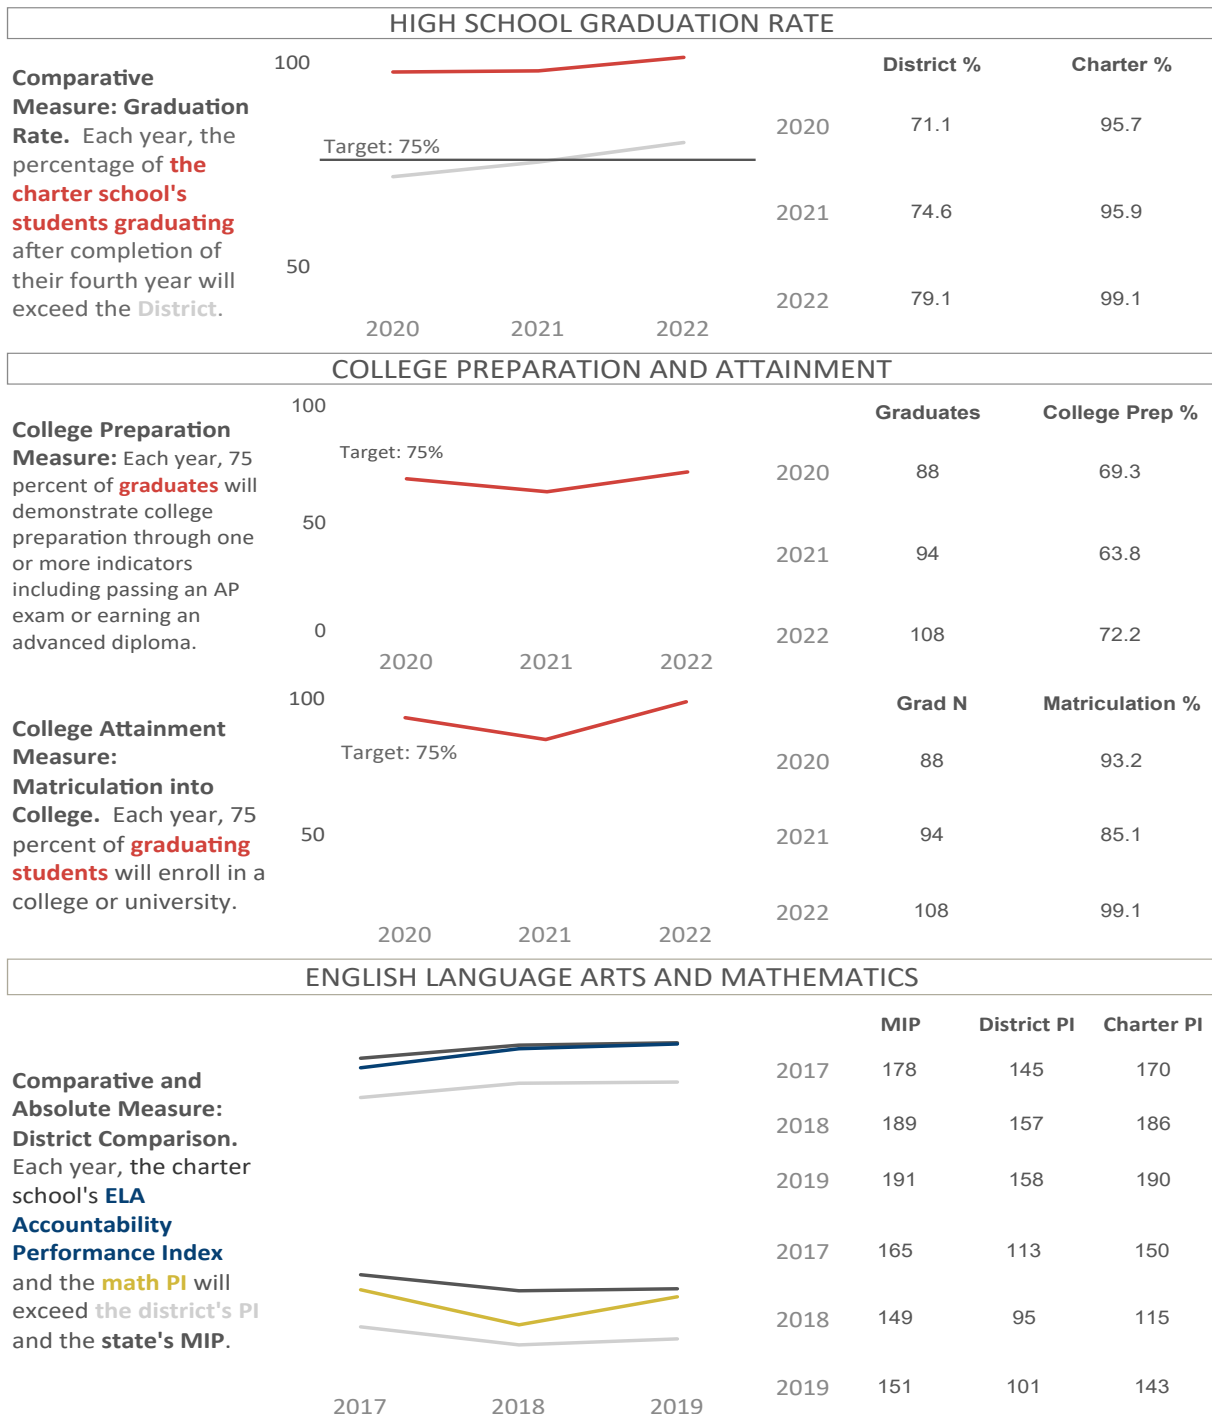 HIGH SCHOOL GRADUATION RATE
Comparative
Measure: Graduation
Rate.  Each year, the
percentage of the
charter school's
students graduating
after completion of
their fourth year will
exceed the District.
100
Target: 75%
50
2020 2021 2022
District % Charter %
2020 71.1 95.7
2021 74.6 95.9
2022 79.1 99.1
COLLEGE PREPARATION AND ATTAINMENT
College Preparation
Measure: Each year, 75
percent of graduates will
demonstrate college
preparation through one
or more indicators
including passing an AP
exam or earning an
advanced diploma.
100
Target: 75%
50
0
2020 2021 2022
Graduates College Prep %
2020 88 69.3
2021 94 63.8
2022 108 72.2
College Attainment
Measure:
Matriculation into
College.  Each year, 75
percent of graduating
students will enroll in a
college or university.
100
Target: 75%
50
2020 2021 2022
Grad N Matriculation %
2020 88 93.2
2021 94 85.1
2022 108 99.1
ENGLISH LANGUAGE ARTS AND MATHEMATICS
Comparative and
Absolute Measure:
District Comparison.
Each year, the charter
school's ELA
Accountability
Performance Index
and the math PI will
exceed the district's PI
and the state's MIP.
2017 2018 2019
MIP District PI Charter PI
2017 178 145 170
2018 189 157 186
2019 191 158 190
2017 165 113 150
2018 149 95 115
2019 151 101 143